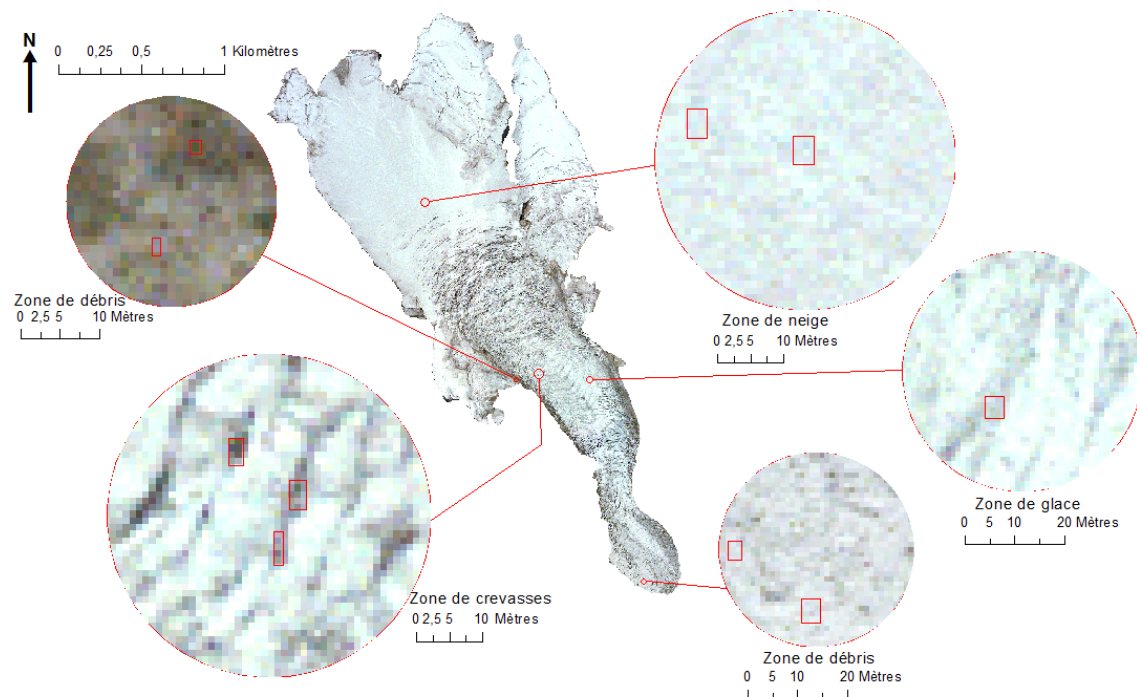 N
0 0,25 0,5 1 Kilomètres
Zone de débris
0 2,5 5 10 Mètres
Zone de neige
0 2,5 5 10 Mètres
Zone de glace
0 5 10 20 Mètres
Zone de crevasses
0 2,5 5 10 Mètres
Zone de débris
0 5 10 20 Mètres